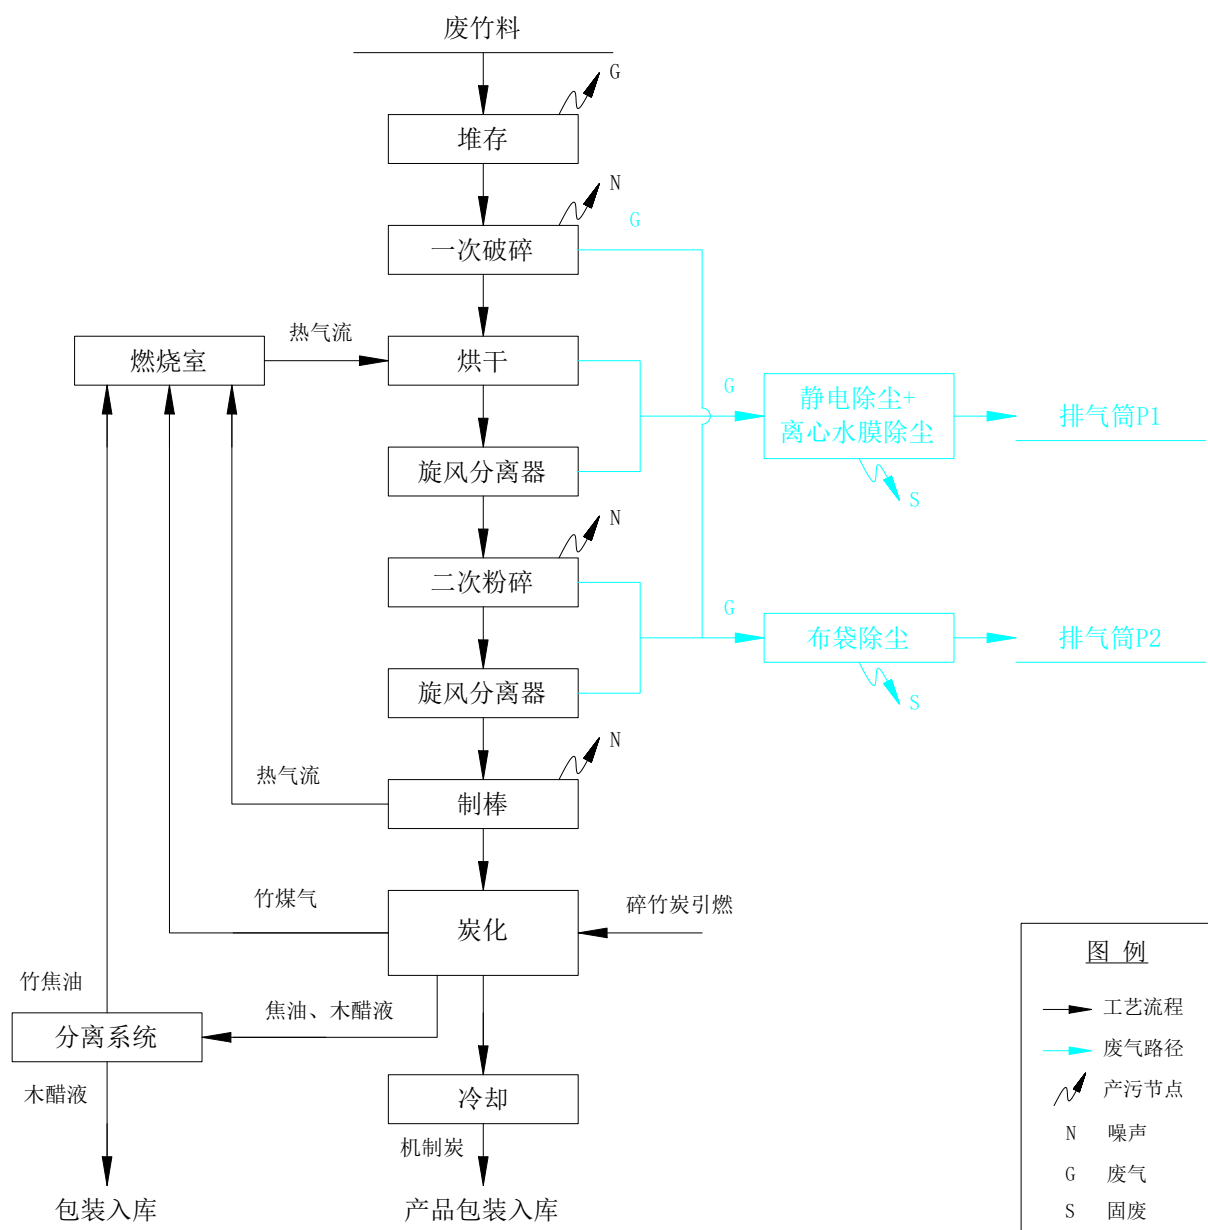 废竹料
G
堆存
N
G
一次破碎
热气流
燃烧室
烘干
G
静电除尘+
离心水膜除尘
排气筒P1
旋风分离器
S
N
二次粉碎
G
布袋除尘
排气筒P2
旋风分离器
S
N
热气流
制棒
竹煤气
炭化
碎竹炭引燃
竹焦油
焦油、木醋液
分离系统
木醋液
冷却
机制炭
包装入库
产品包装入库
图 例
工艺流程
废气路径
产污节点
N 噪声
G 废气
S 固废